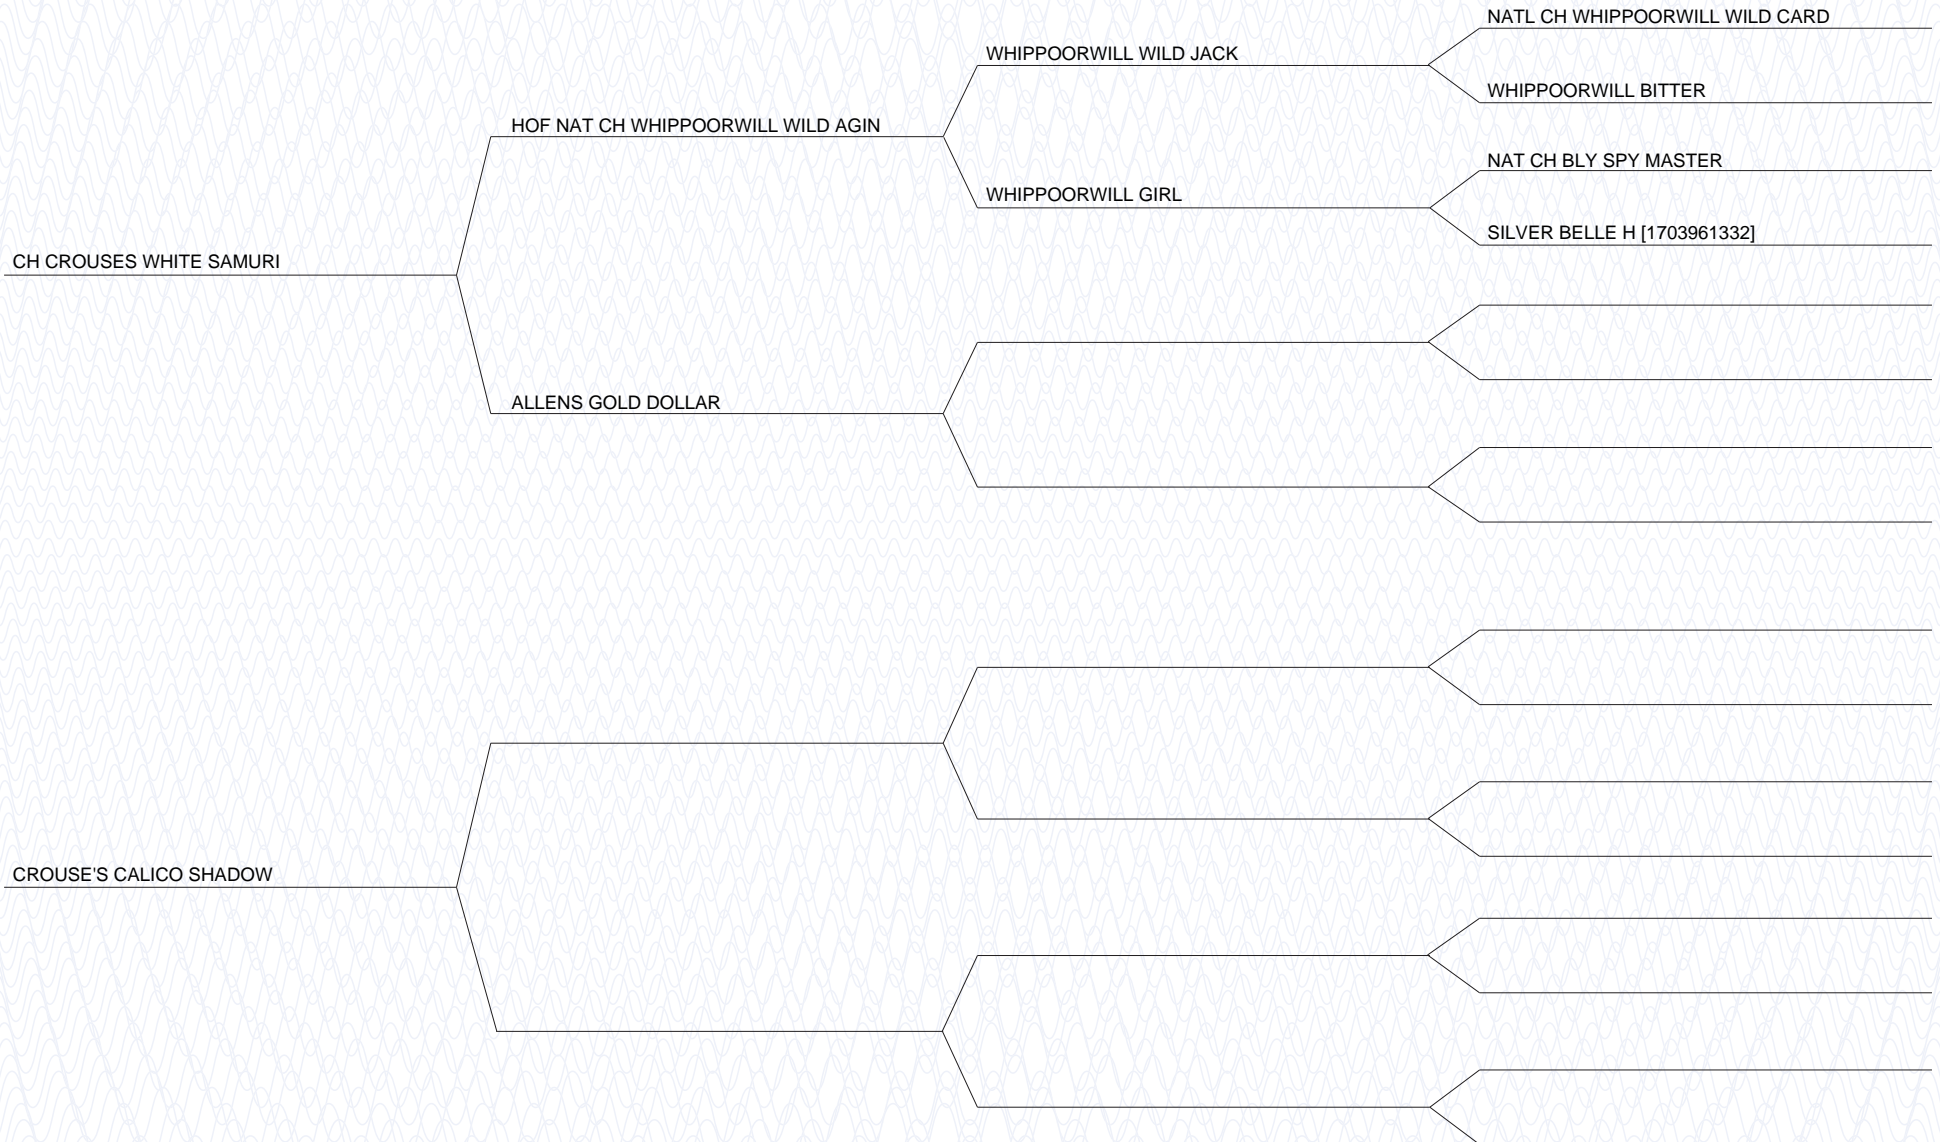 NATL CH WHIPPOORWILL WILD CARD
WHIPPOORWILL WILD JACK
WHIPPOORWILL BITTER
HOF NAT CH WHIPPOORWILL WILD AGIN
NAT CH BLY SPY MASTER
WHIPPOORWILL GIRL
SILVER BELLE H [1703961332]
CH CROUSES WHITE SAMURI
ALLENS GOLD DOLLAR
CROUSE'S CALICO SHADOW